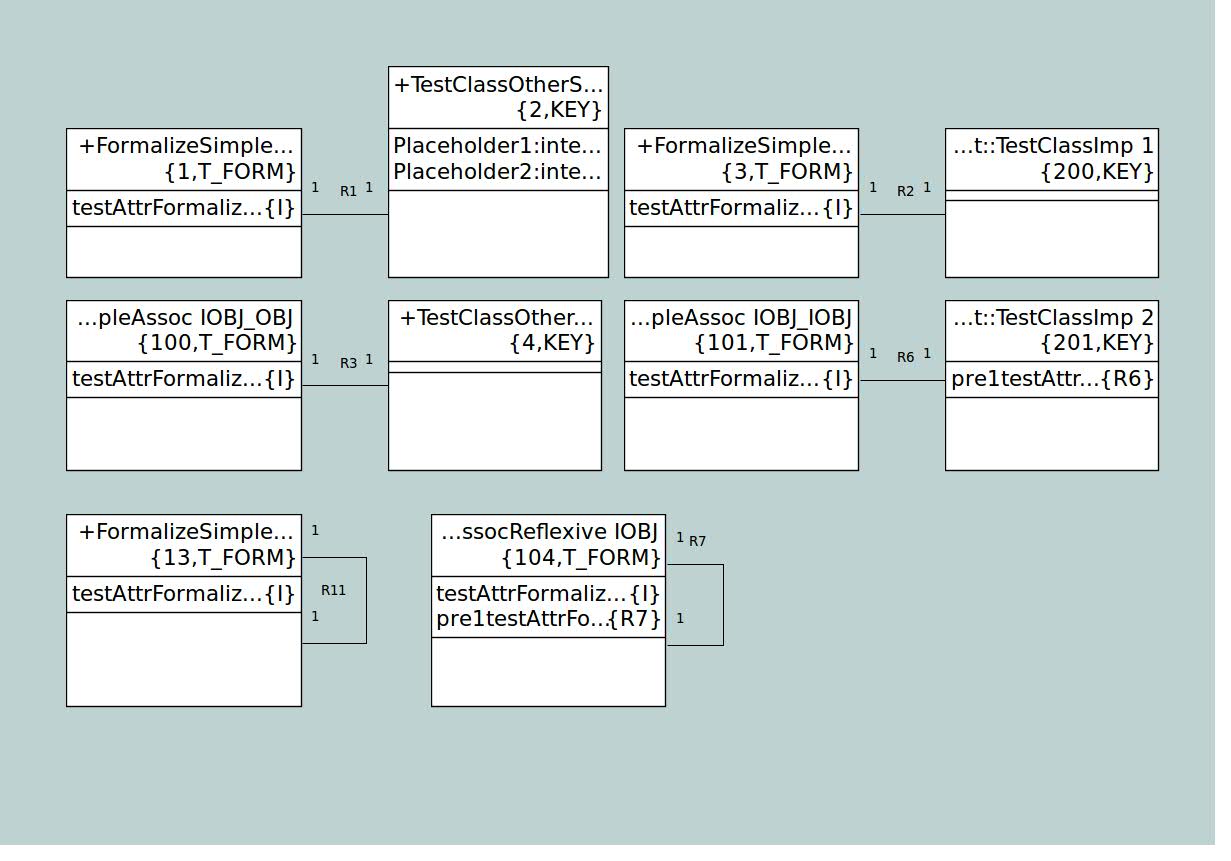 +TestClassOtherS...
{2,KEY}
Placeholder1:inte...
Placeholder2:inte...
+FormalizeSimple...
{1,T_FORM}
testAttrFormaliz...{I}
1 R1 1
+FormalizeSimple...
{3,T_FORM}
testAttrFormaliz...{I}
1 R2 1
...t::TestClassImp 1
{200,KEY}
...pleAssoc IOBJ_OBJ
{100,T_FORM}
testAttrFormaliz...{I}
1 R3 1
+TestClassOther...
{4,KEY}
...pleAssoc IOBJ_IOBJ
{101,T_FORM}
testAttrFormaliz...{I}
1 R6 1
...t::TestClassImp 2
{201,KEY}
pre1testAttr...{R6}
+FormalizeSimple...
{13,T_FORM}
testAttrFormaliz...{I}
1
R11
1
...ssocReflexive IOBJ
{104,T_FORM}
testAttrFormaliz...{I}
pre1testAttrFo...{R7}
1 R7
1